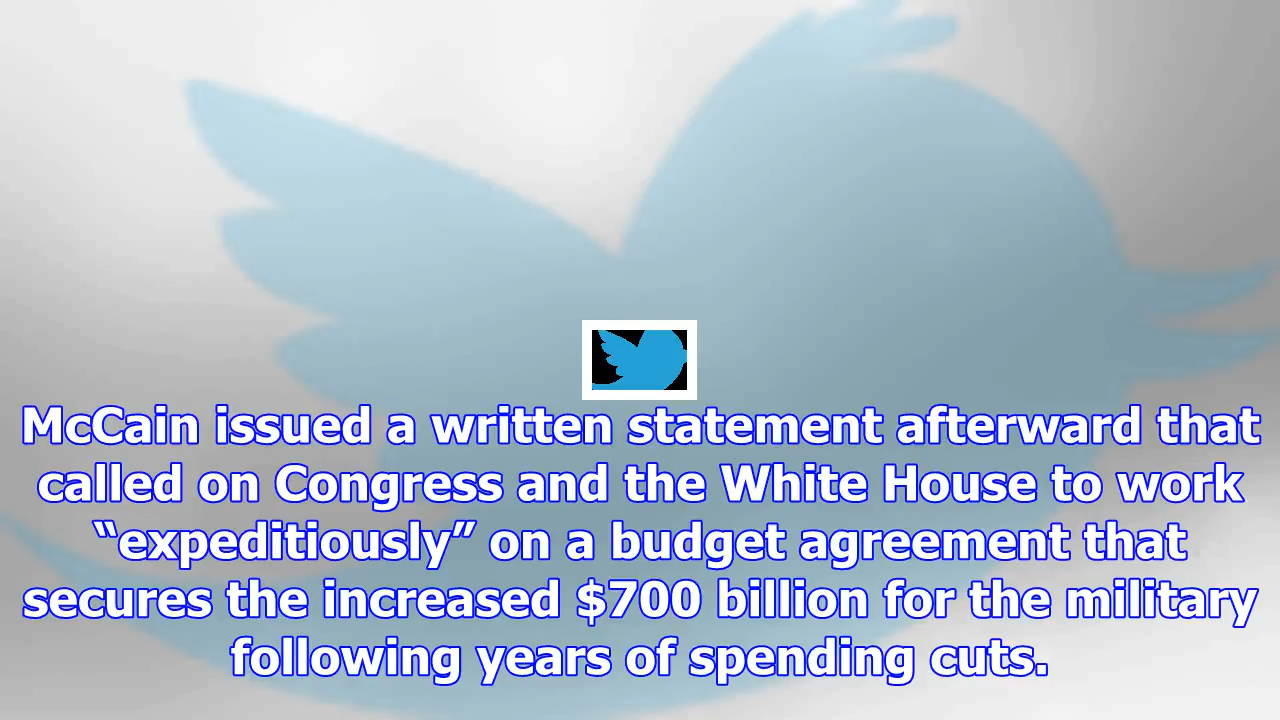 McCain issued a written statement afterward that
called on Congress and the White House to work
“expeditiously” on a budget agreement that
secures the increased $700 billion for the military
following years of spending cuts.